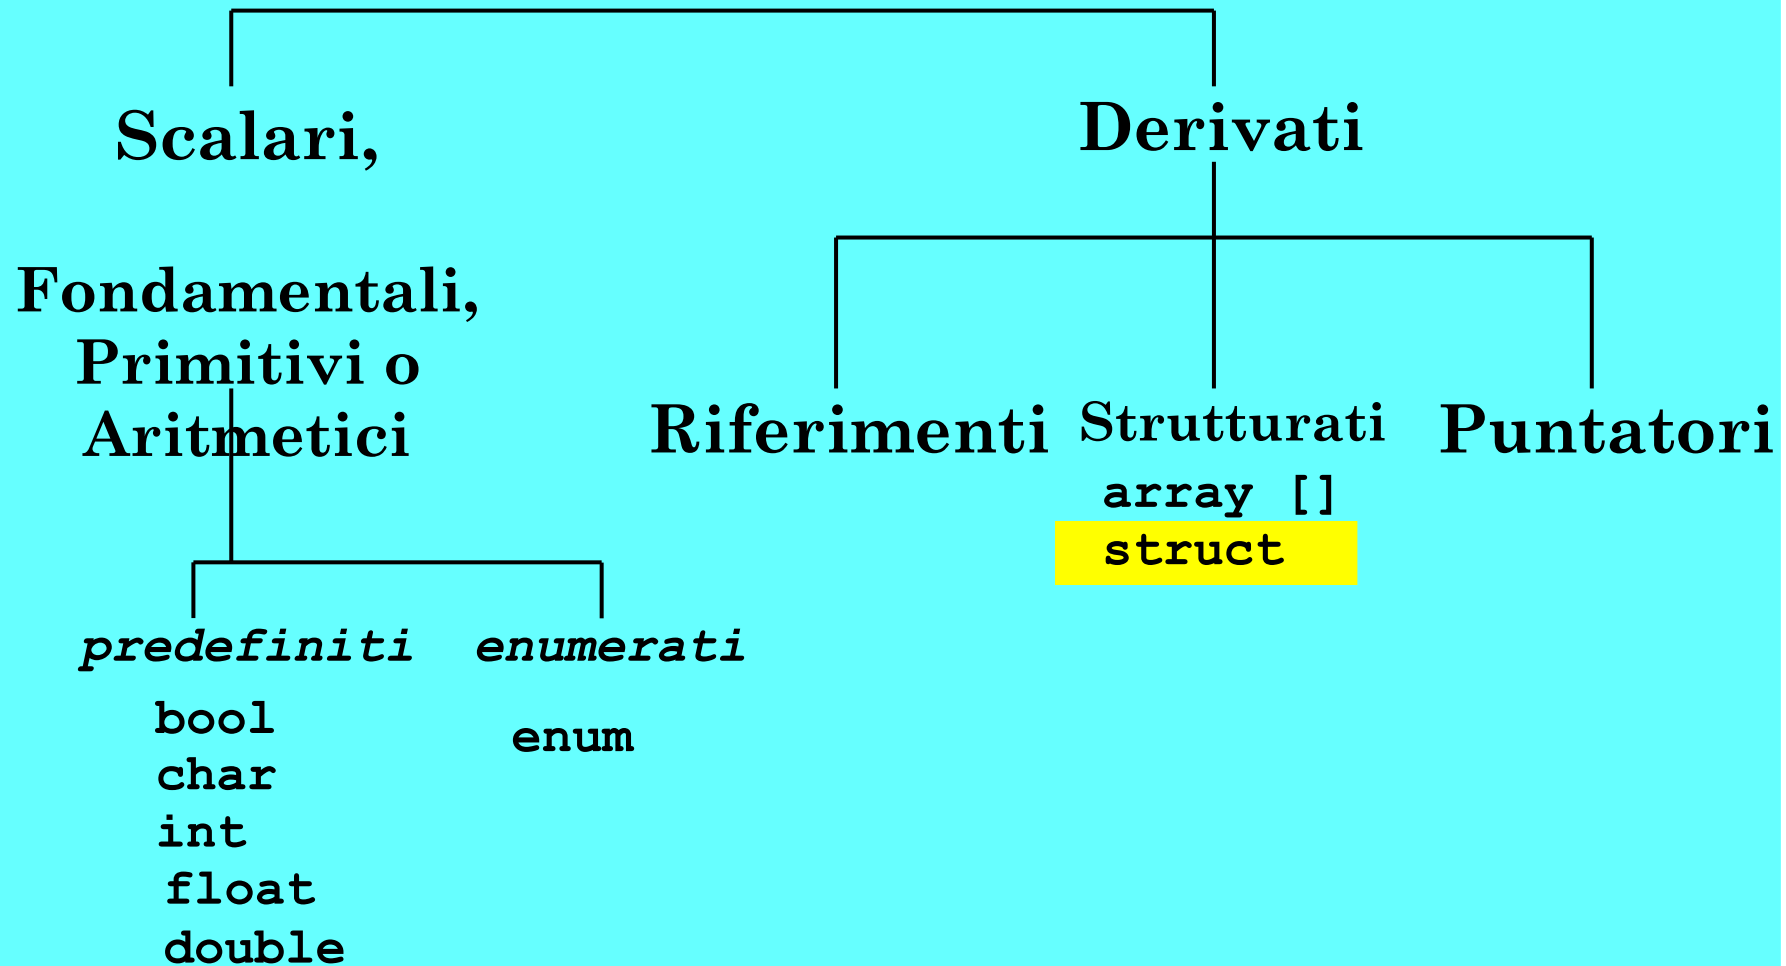 Scalari,
Fondamentali,
Primitivi o
Aritmetici
predefiniti
bool
char
int
float
double
enumerati
enum
Derivati
Riferimenti
Strutturati
array []
struct
Puntatori